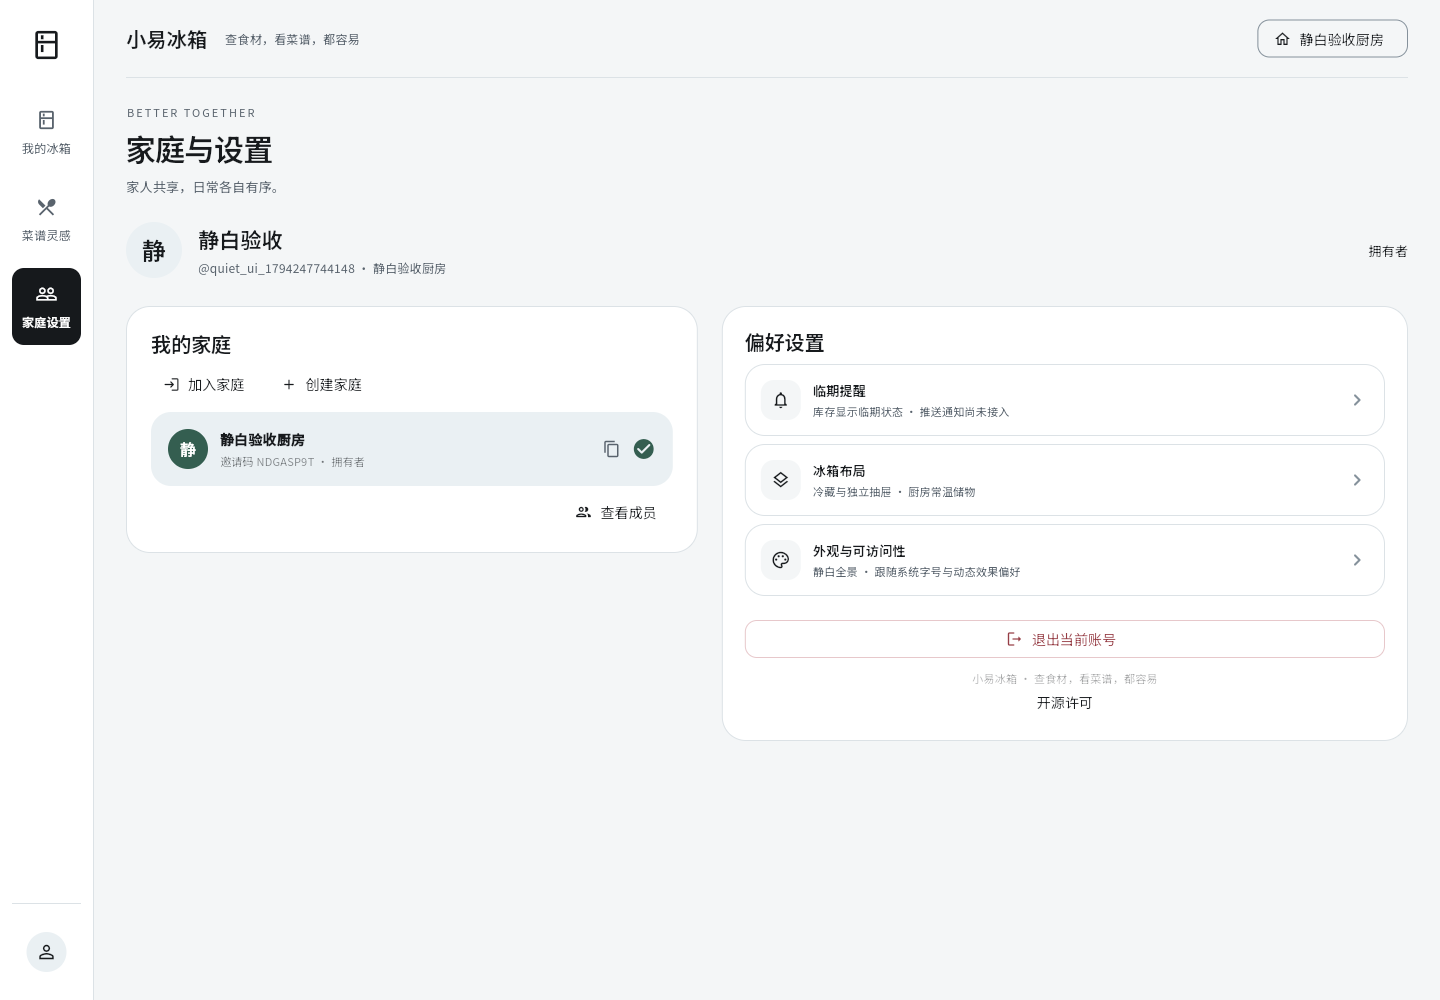 小易冰箱
查食材，看菜谱，都容易
静白验收厨房
我的冰箱
菜谱灵感
家庭设置
BETTER TOGETHER
家庭与设置
家人共享，日常各自有序。
静
静白验收
@quiet_ui_1794247744148 · 静白验收厨房
拥有者
我的家庭
加入家庭
创建家庭
静
静白验收厨房
邀请码 NDGASP9T · 拥有者
查看成员
偏好设置
临期提醒
库存显示临期状态 · 推送通知尚未接入
冰箱布局
冷藏与独立抽屉 · 厨房常温储物
外观与可访问性
静白全景 · 跟随系统字号与动态效果偏好
退出当前账号
小易冰箱 · 查食材，看菜谱，都容易
开源许可